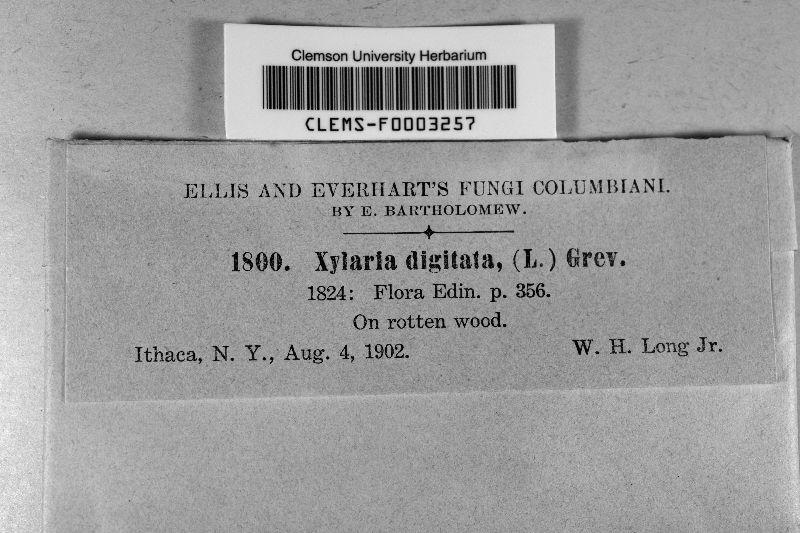 Clemson University Herbarium
CLEMS-F0003257
ELLIS AND EVERHART'S FUNGI COLUMBIANI.
BY E. BARTHOLOMEW.
1800. Xylaria digitata, (L.) Grev.
1824: Flora Edin. p. 356.
On rotten wood.
Ithaca, N. Y., Aug. 4, 1902. W. H. Long Jr.